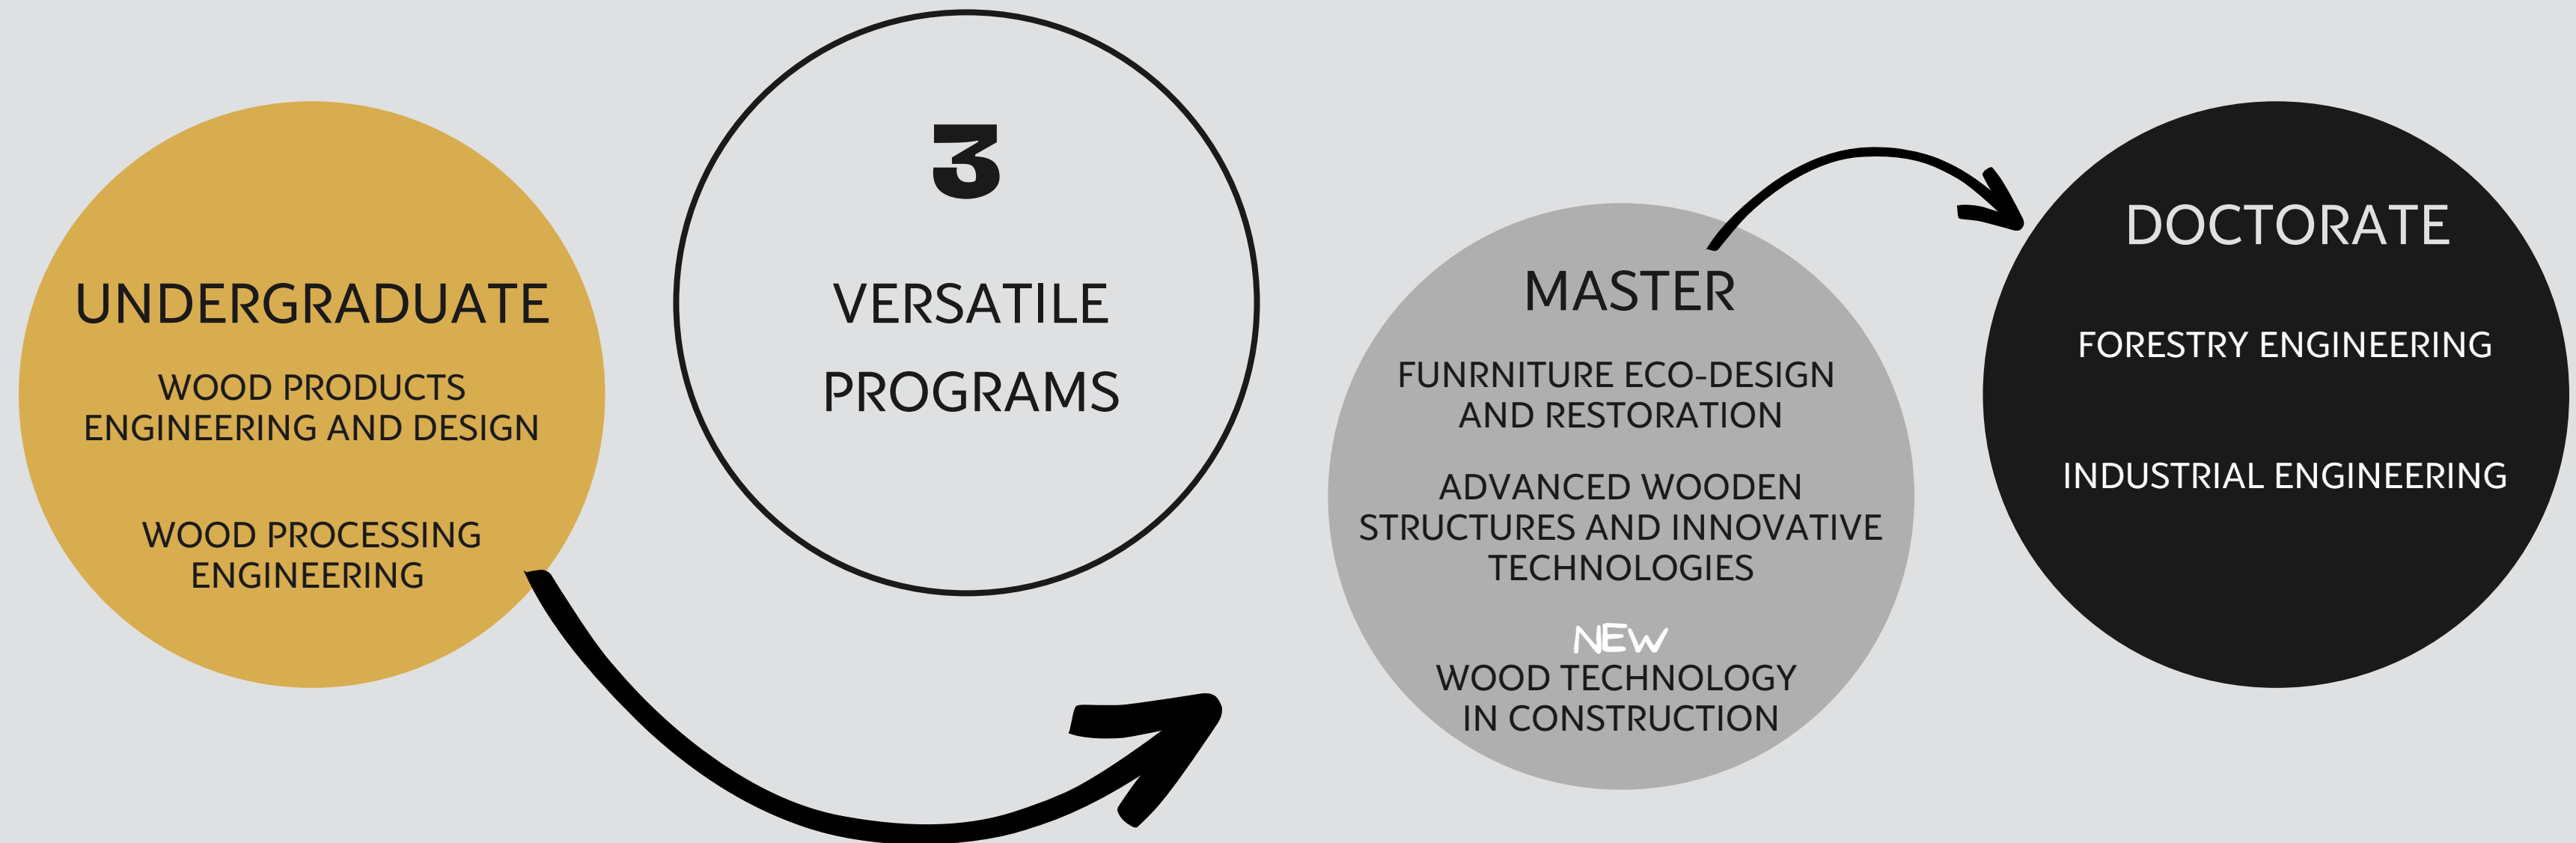 UNDERGRADUATE
WOOD PRODUCTS
ENGINEERING AND DESIGN
WOOD PROCESSING
ENGINEERING
3
VERSATILE
PROGRAMS
MASTER
FUNRNITURE ECO-DESIGN
AND RESTORATION
ADVANCED WOODEN
STRUCTURES AND INNOVATIVE
TECHNOLOGIES
NEW
WOOD TECHNOLOGY
IN CONSTRUCTION
DOCTORATE
FORESTRY ENGINEERING
INDUSTRIAL ENGINEERING